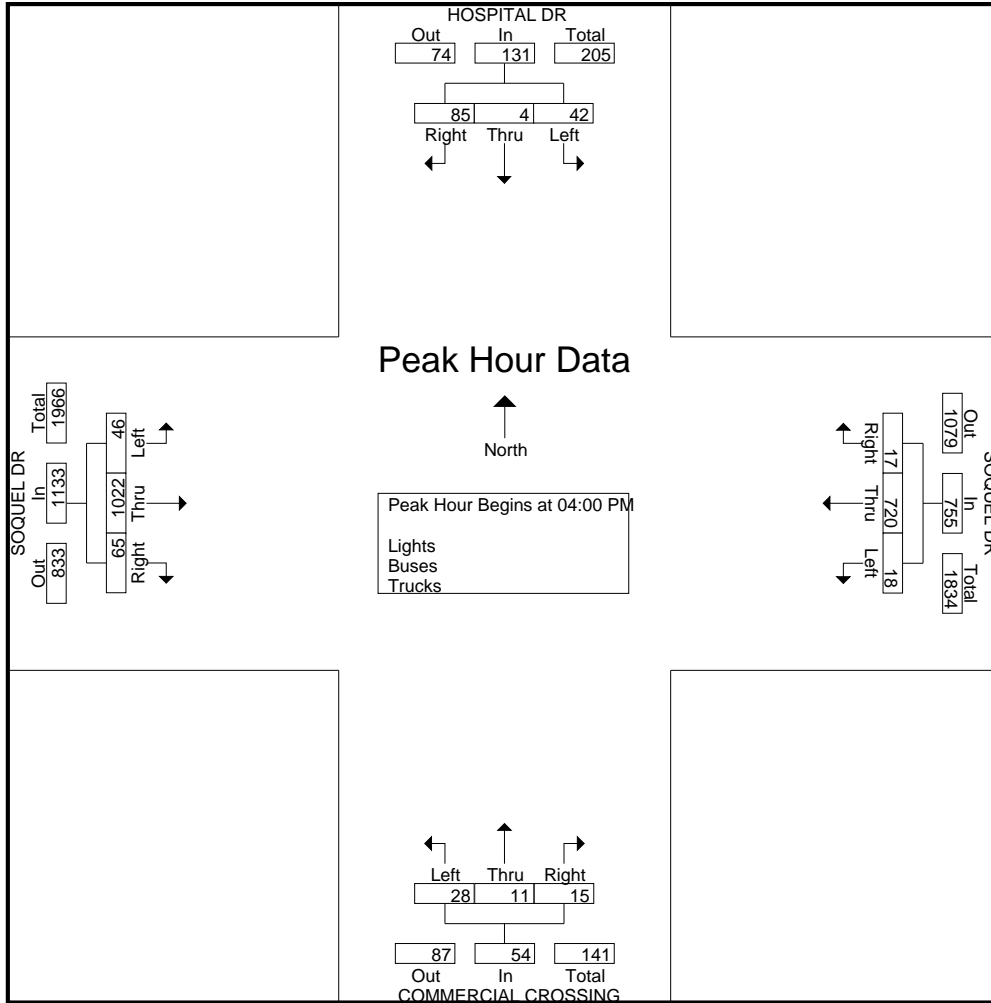 HOSPITAL DR
Out In Total
74 131 205
85 4 42
Right Thru Left
Peak Hour Data
North
Peak Hour Begins at 04:00 PM
Lights
Buses
Trucks
SOQUEL DR
Out In Total
833 1133 1966
65 1022 46
Right Thru Left
SOQUEL DR
Out In Total
1079 755 1834
17 720 18
Right Thru Left
Left Thru Right
28 11 15
87 54 141
Out In Total
COMMERCIAL CROSSING